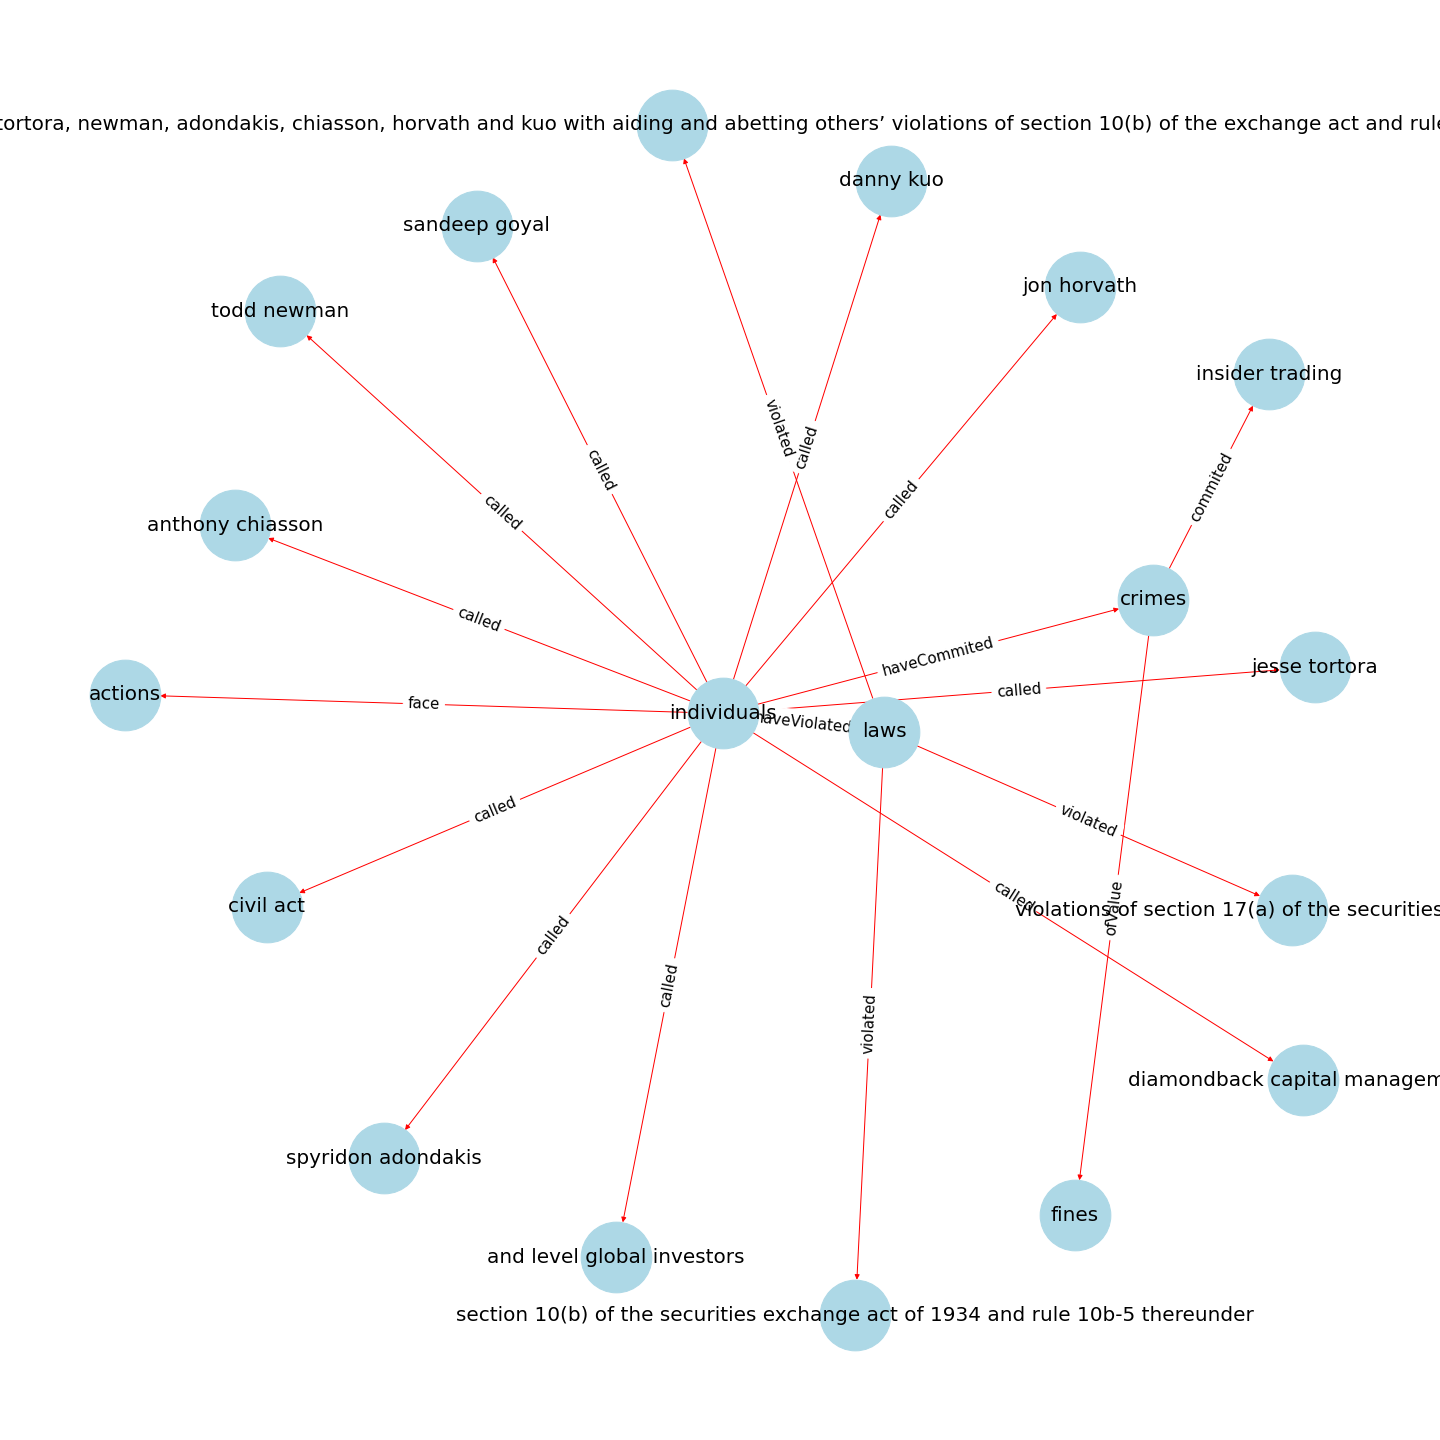 tortora, newman, adondakis, chiasson, horvath and kuo with aiding and abetting others’ violations of section 10(b) of the exchange act and rule
danny kuo
sandeep goyal
jon horvath
todd newman
insider trading
violated
called
called
commited
called
called
anthony chiasson
crimes
called
haveCommited
jesse tortora
called
actions
face
individuals
haveViolated
laws
called
violated
called
ofValue
civil act
violations of section 17(a) of the securities
called
called
violated
diamondback capital
spyridon adondakis
fines
and level global investors
section 10(b) of the securities exchange act of 1934 and rule 10b-5 thereunder